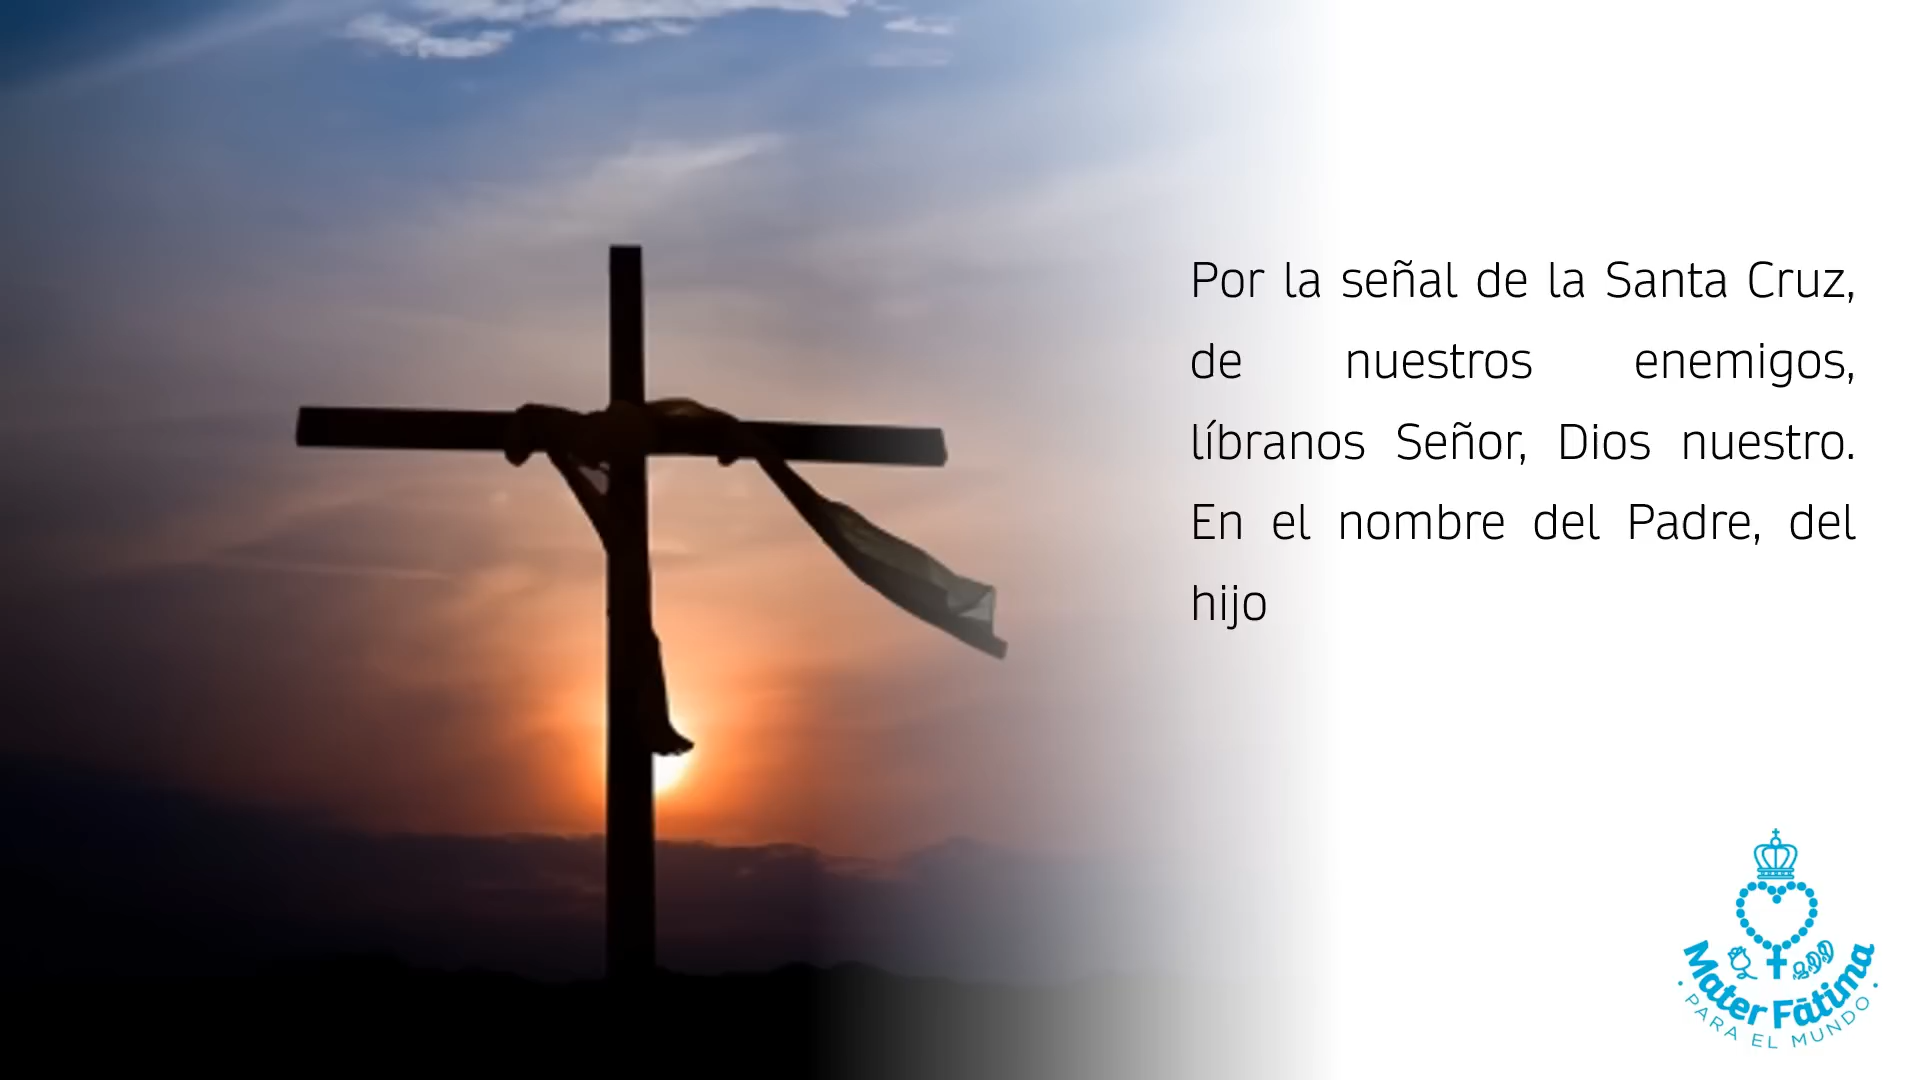 Por la señal de la Santa Cruz,
de nuestros enemigos,
líbranos Señor, Dios nuestro.
En el nombre del Padre, del
hijo
Mater Fātima
• PARA EL MUNDO •